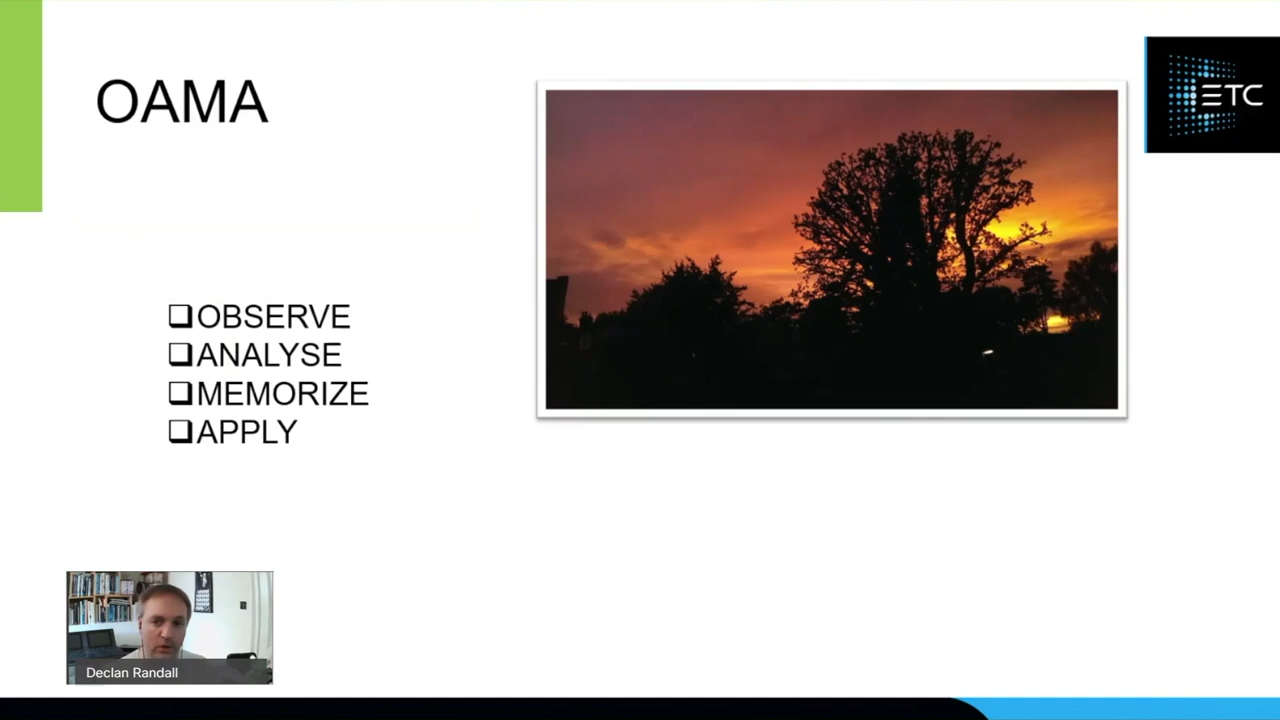 OAMA
ETC
OBSERVE
ANALYSE
MEMORIZE
APPLY
Declan Randall